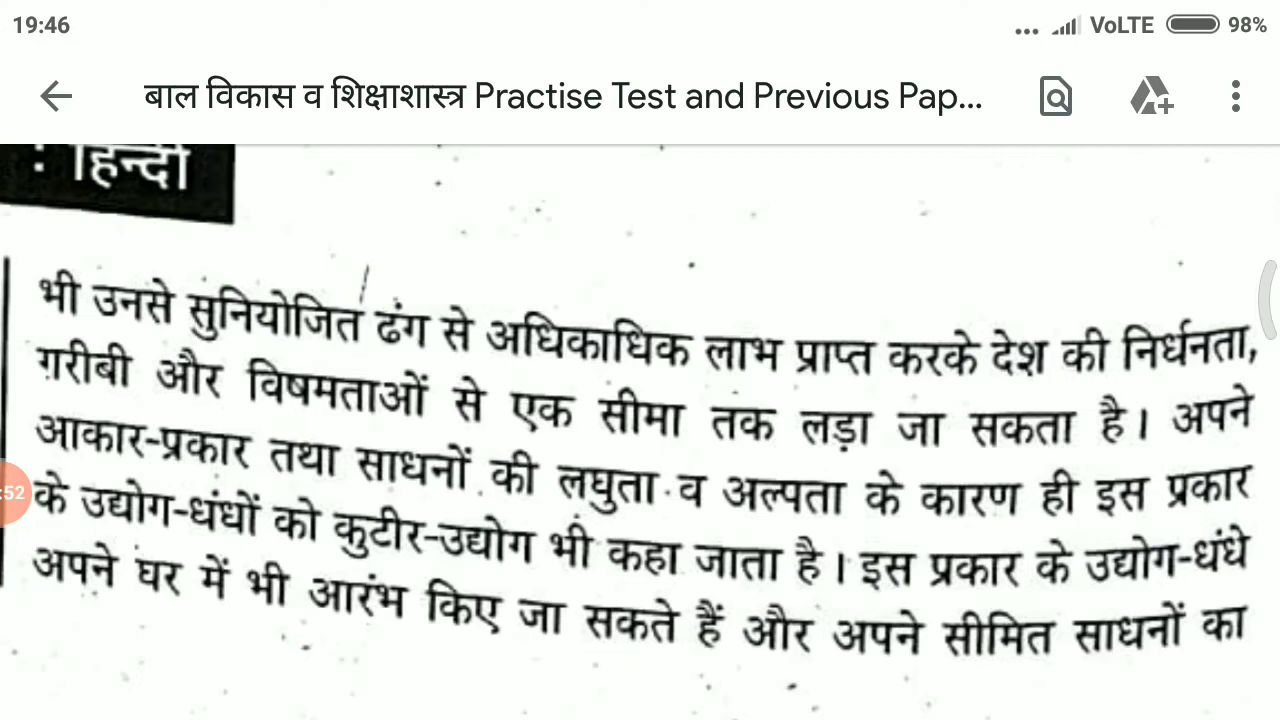 19:46 ... VoLTE 98%
बाल विकास व शिक्षाशास्त्र Practise Test and Previous Pap...
: हिन्दी
भी उनसे सुनियोजित ढंग से अधिकाधिक लाभ प्राप्त करके देश की निर्धनता,
ग़रीबी और विषमताओं से एक सीमा तक लड़ा जा सकता है। अपने
आकार-प्रकार तथा साधनों की लघुता व अल्पता के कारण ही इस प्रकार
:52
के उद्योग-धंधों को कुटीर-उद्योग भी कहा जाता है। इस प्रकार के उद्योग-धंधे
अपने घर में भी आरंभ किए जा सकते हैं और अपने सीमित साधनों का